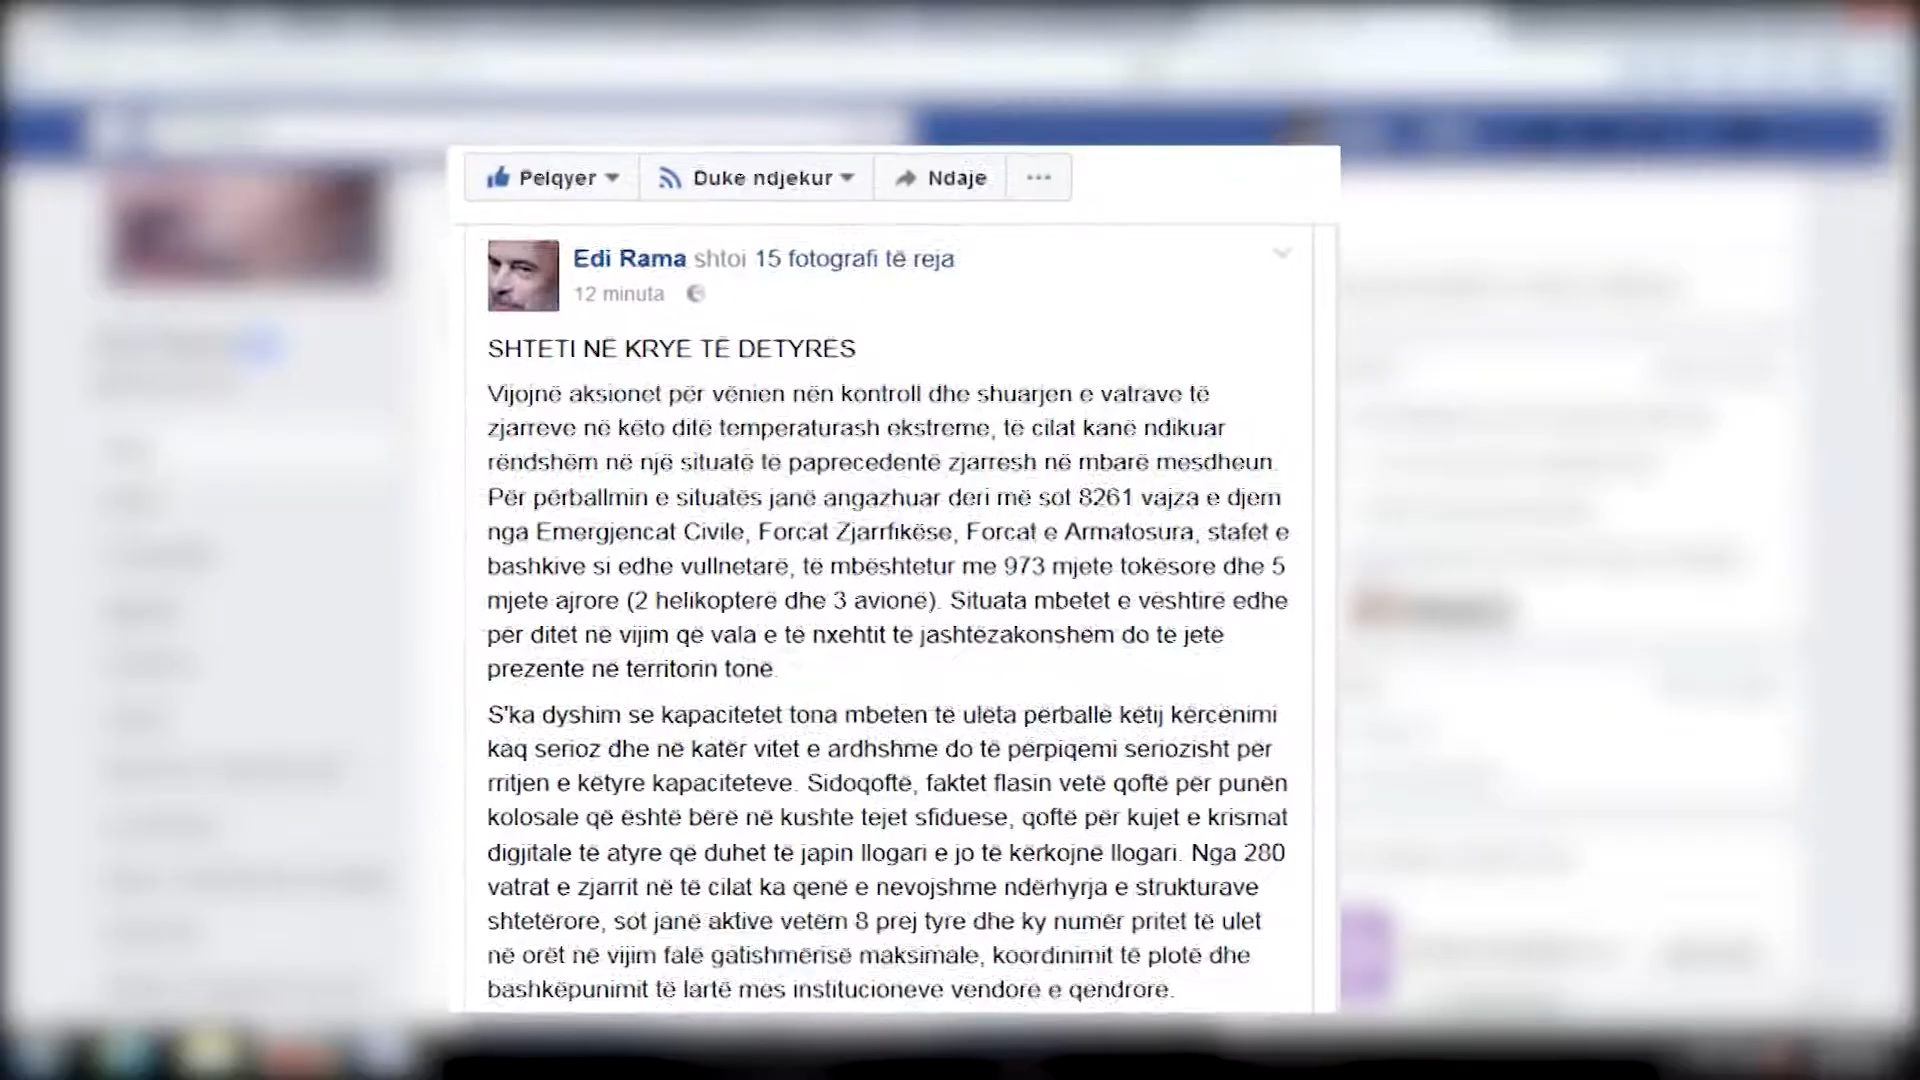 Pelqyer
Duke ndjekur
Ndaje
Edi Rama shtoi 15 fotografi të reja
12 minuta
SHTETI NË KRYE TË DETYRËS
Vijojnë aksionet për vënien nën kontroll dhe shuarjen e vatrave të
zjarreve në këto ditë temperaturash ekstreme, të cilat kanë ndikuar
rëndshëm në një situatë të paprecedentë zjarresh në mbarë mesdheun.
Për përballmin e situatës janë angazhuar deri më sot 8261 vajza e djem
nga Emergjencat Civile, Forcat Zjarrfikëse, Forcat e Armatosura, stafet e
bashkive si edhe vullnetarë, të mbështetur me 973 mjete tokësore dhe 5
mjete ajrore (2 helikopterë dhe 3 avionë). Situata mbetet e vështirë edhe
për ditët në vijim që vala e të nxehtit të jashtëzakonshëm do të jetë
prezente në territorin tonë.
S'ka dyshim se kapacitetet tona mbeten të ulëta përballë këtij kërcënimi
kaq serioz dhe në katër vitet e ardhshme do të përpiqemi seriozisht për
rritjen e këtyre kapaciteteve. Sidoqoftë, faktet flasin vetë qoftë për punën
kolosale që është bërë në kushte tejet sfiduese, qoftë për kujet e krismat
digjitale të atyre që duhet të japin llogari e jo të kërkojnë llogari. Nga 280
vatrat e zjarrit në të cilat ka qenë e nevojshme ndërhyrja e strukturave
shtetërore, sot janë aktive vetëm 8 prej tyre dhe ky numër pritet të ulet
në orët në vijim falë gatishmërisë maksimale, koordinimit të plotë dhe
bashkëpunimit të lartë mes institucioneve vendore e qendrore.